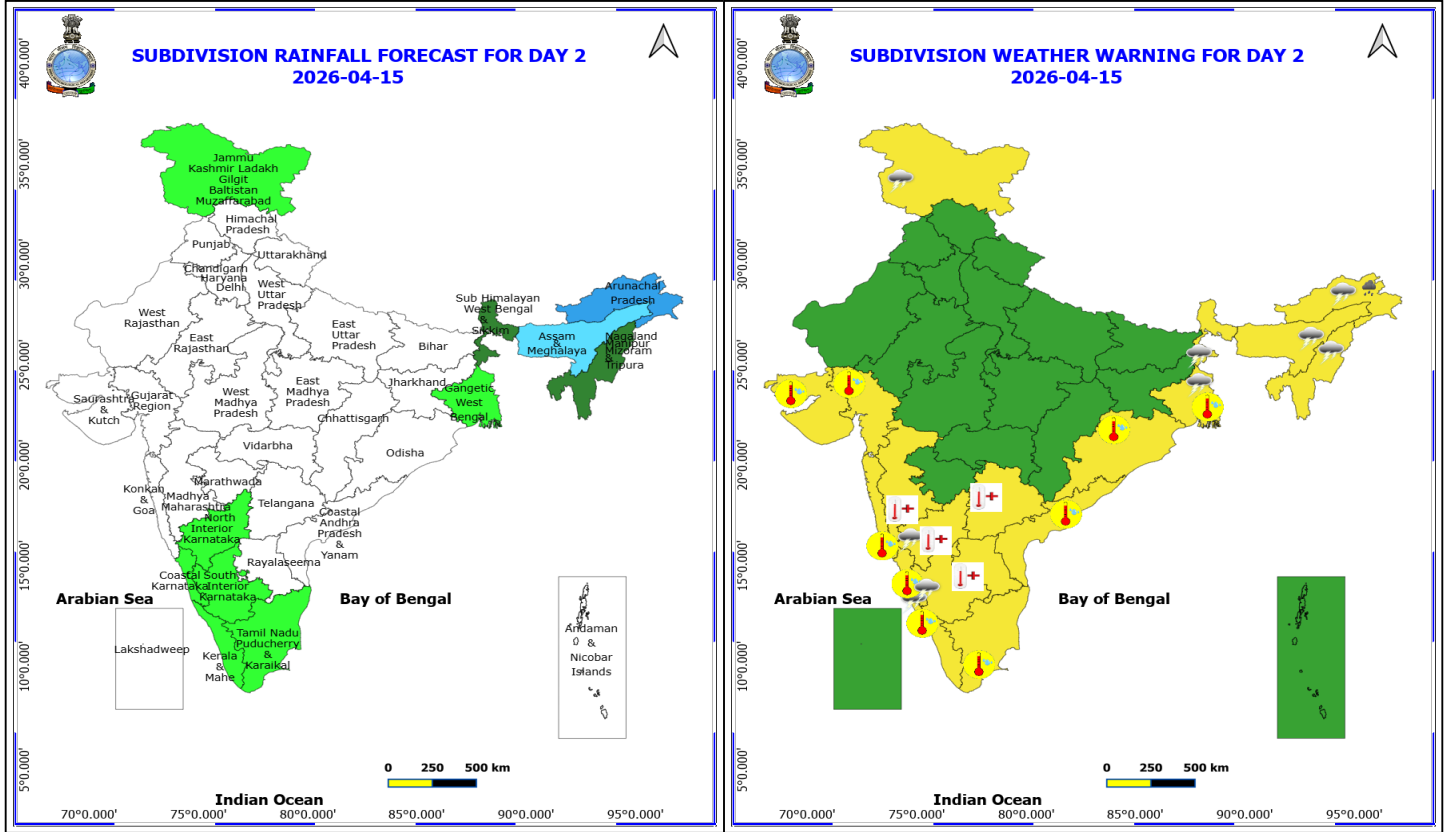 SUBDIVISION RAINFALL FORECAST FOR DAY 2
2026-04-15
40°0.000'
35°0.000'
30°0.000'
25°0.000'
20°0.000'
15°0.000'
10°0.000'
5°0.000'
Jammu
Kashmir Ladakh
Gilgit
Baltistan
Muzaffarabad
Himachal
Pradesh
Punjab
Uttarakhand
Chandigarh
Haryana
Delhi
West
Uttar
Pradesh
Arunachal
Pradesh
Sub Himalayan
West Bengal
&
Sikkim
West
Rajasthan
East
Rajasthan
East
Uttar
Pradesh
Bihar
Assam
&
Meghalaya
Nagaland
Manipur
Mizoram
&
Tripura
Saurashtra
&
Kutch
Gujarat
Region
West
Madhya
Pradesh
East
Madhya
Pradesh
Jharkhand
Gangetic
West
Bengal
Chhattisgarh
Vidarbha
Odisha
Konkan
&
Goa
Madhya
Maharashtra
Marathwada
Telangana
North
Interior
Karnataka
Coastal
Andhra
Pradesh
&
Yanam
Rayalaseema
Coastal
Karnataka
South
Interior
Karnataka
Arabian Sea
Bay of Bengal
Lakshadweep
Kerala
&
Mahe
Tamil Nadu
Puducherry
&
Karaikal
Andaman
&
Nicobar
Islands
0 250 500 km
Indian Ocean
70°0.000' 75°0.000' 80°0.000' 85°0.000' 90°0.000' 95°0.000'
SUBDIVISION WEATHER WARNING FOR DAY 2
2026-04-15
40°0.000'
35°0.000'
30°0.000'
25°0.000'
20°0.000'
15°0.000'
10°0.000'
5°0.000'
Arabian Sea
Bay of Bengal
0 250 500 km
Indian Ocean
70°0.000' 75°0.000' 80°0.000' 85°0.000' 90°0.000' 95°0.000'